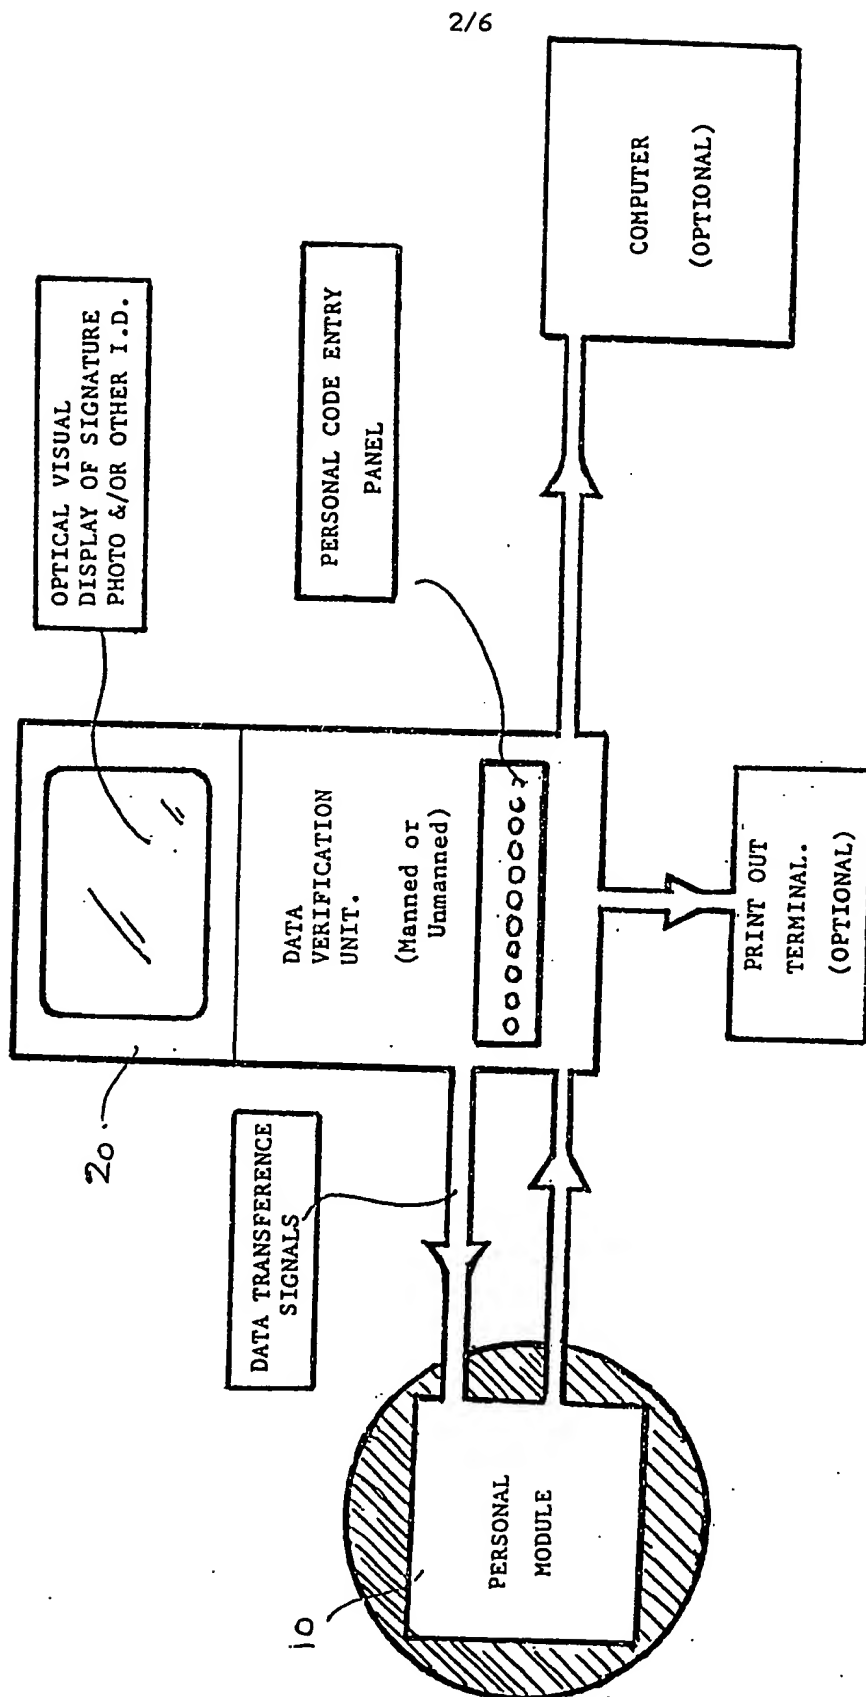 2/6
OPTICAL VISUAL
DISPLAY OF SIGNATURE
PHOTO &/OR OTHER I.D.
PERSONAL CODE ENTRY
PANEL
COMPUTER
(OPTIONAL)
20
DATA
VERIFICATION
UNIT.
(Manned or
Unmanned)
DATA TRANSFERENCE
SIGNALS
PRINT OUT
TERMINAL.
(OPTIONAL)
10
PERSONAL
MODULE